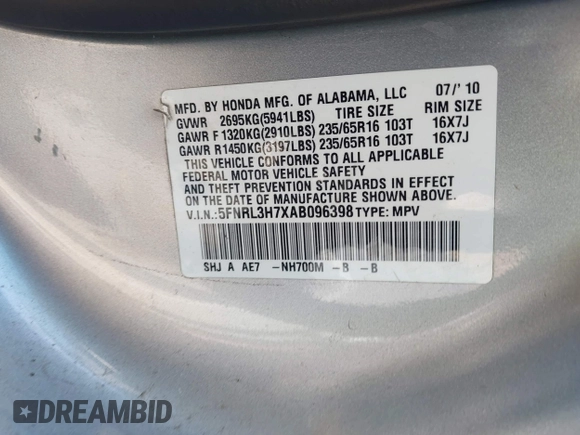 MFD. BY HONDA MFG. OF ALABAMA, LLC 07/'10
GVWR 2695KG(5941LBS) TIRE SIZE RIM SIZE
GAWR F 1320KG(2910LBS) 235/65R16 103T 16X7J
GAWR R1450KG(3197LBS) 235/65R16 103T 16X7J
THIS VEHICLE CONFORMS TO ALL APPLICABLE
FEDERAL MOTOR VEHICLE SAFETY
AND THEFT PREVENTION STANDARDS IN EFFECT
ON THE DATE OF MANUFACTURE SHOWN ABOVE.
V.I.N.:5FNRL3H7XAB096398 TYPE: MPV
SHJ A AE7 -NH700M -B -B
DREAMBID